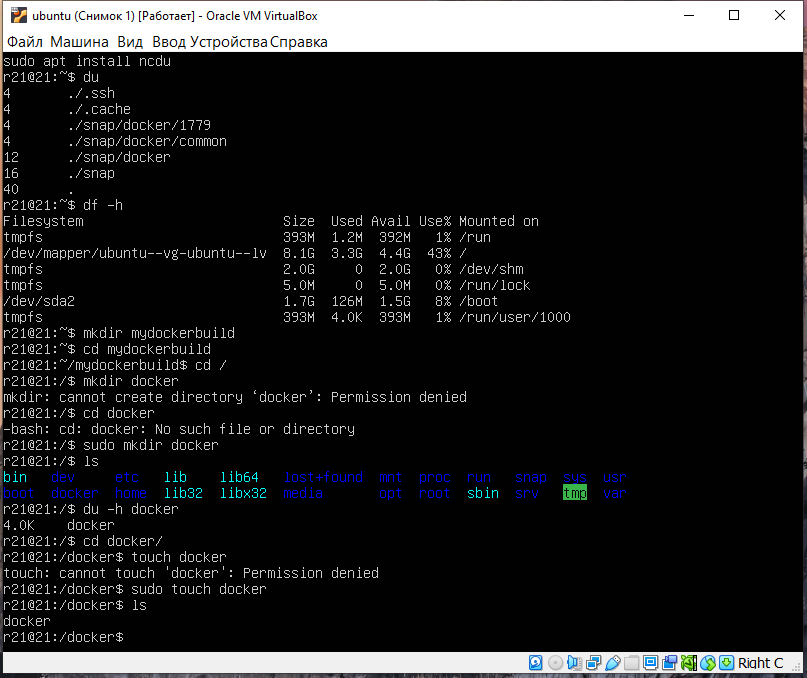 ubuntu (Снимок 1) [Работает] - Oracle VM VirtualBox
Файл Машина Вид Ввод Устройства Справка
sudo apt install ncdu
r21@21:~$ du
4       ./.ssh
4       ./.cache
4       ./snap/docker/1779
4       ./snap/docker/common
12      ./snap/docker
16      ./snap
40      .
r21@21:~$ df -h
Filesystem                         Size  Used Avail Use% Mounted on
tmpfs                              393M  1.2M  392M   1% /run
/dev/mapper/ubuntu--vg-ubuntu--lv  8.1G  3.3G  4.4G  43% /
tmpfs                              2.0G     0  2.0G   0% /dev/shm
tmpfs                              5.0M     0  5.0M   0% /run/lock
/dev/sda2                          1.7G  126M  1.5G   8% /boot
tmpfs                              393M  4.0K  393M   1% /run/user/1000
r21@21:~$ mkdir mydockerbuild
r21@21:~$ cd mydockerbuild
r21@21:~/mydockerbuild$ cd /
r21@21:/$ mkdir docker
mkdir: cannot create directory ‘docker’: Permission denied
r21@21:/$ cd docker
-bash: cd: docker: No such file or directory
r21@21:/$ sudo mkdir docker
r21@21:/$ ls
bin   dev     etc   lib    lib64   lost+found  mnt  proc  run   snap  sys  usr
boot  docker  home  lib32  libx32  media       opt  root  sbin  srv   tmp  var
r21@21:/$ du -h docker
4.0K    docker
r21@21:/$ cd docker/
r21@21:/docker$ touch docker
touch: cannot touch 'docker': Permission denied
r21@21:/docker$ sudo touch docker
r21@21:/docker$ ls
docker
r21@21:/docker$
Right C